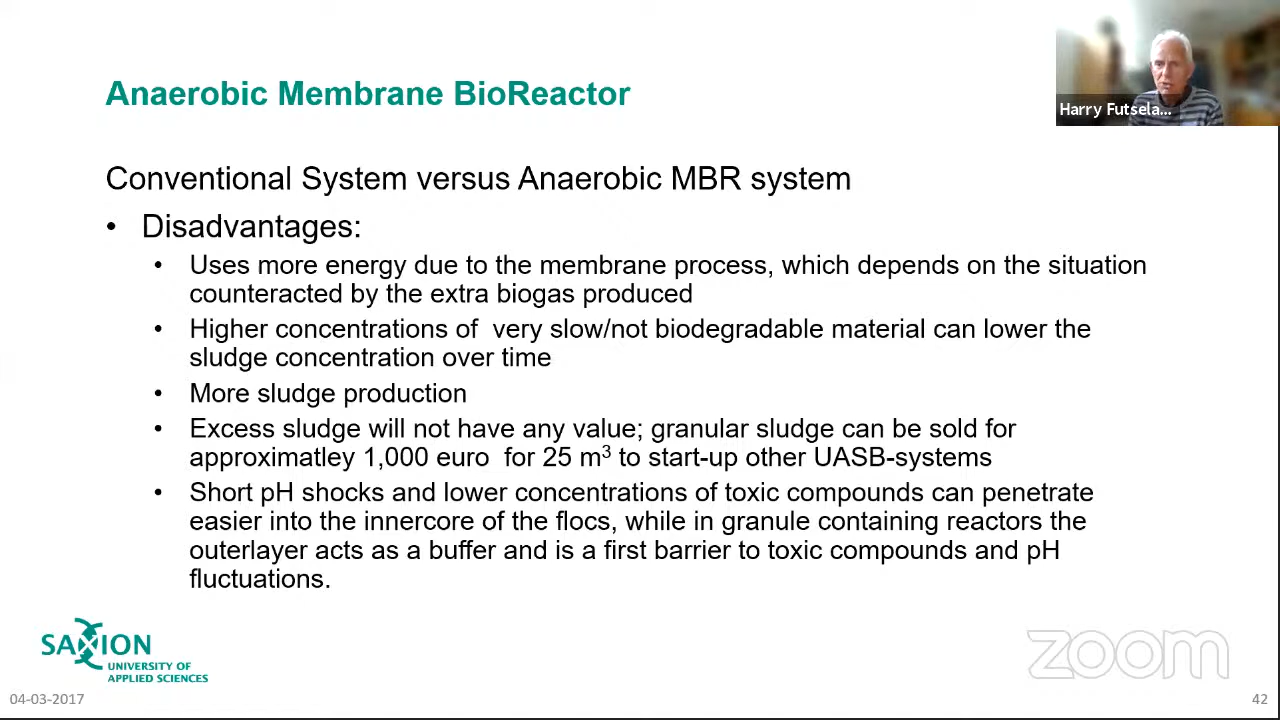 Anaerobic Membrane BioReactor
Harry Futsela...
Conventional System versus Anaerobic MBR system
• Disadvantages:
• Uses more energy due to the membrane process, which depends on the situation
counteracted by the extra biogas produced
• Higher concentrations of very slow/not biodegradable material can lower the
sludge concentration over time
• More sludge production
• Excess sludge will not have any value; granular sludge can be sold for
approximatley 1,000 euro for 25 m³ to start-up other UASB-systems
• Short pH shocks and lower concentrations of toxic compounds can penetrate
easier into the innercore of the flocs, while in granule containing reactors the
outerlayer acts as a buffer and is a first barrier to toxic compounds and pH
fluctuations.
SAXION
UNIVERSITY OF
APPLIED SCIENCES
zoom
04-03-2017
42